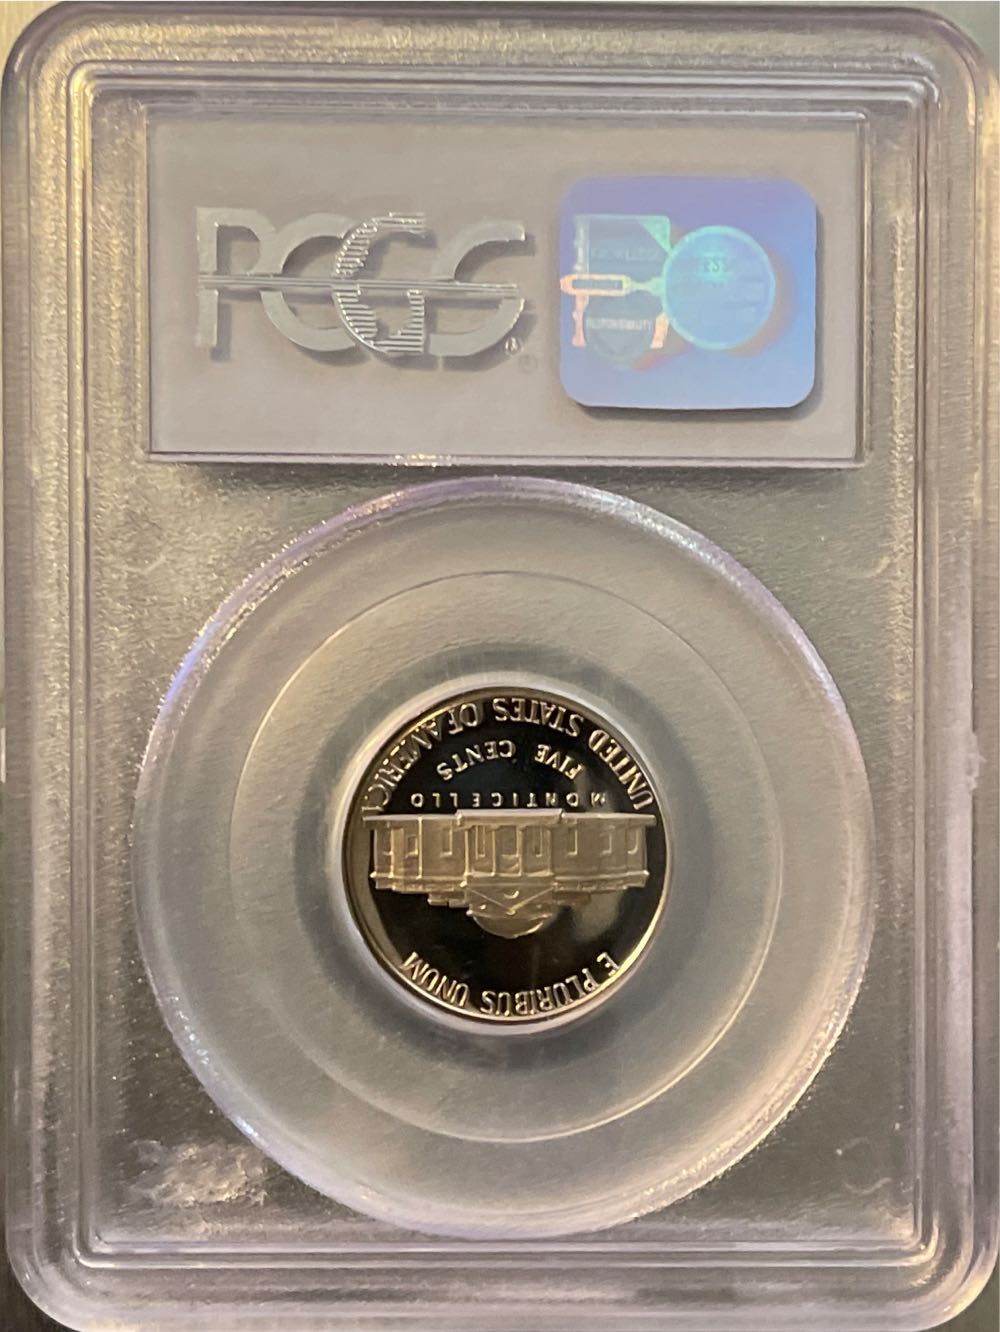 PCGS
E PLURIBUS UNUM
MONTICELLO
FIVE CENTS
UNITED STATES OF AMERICA